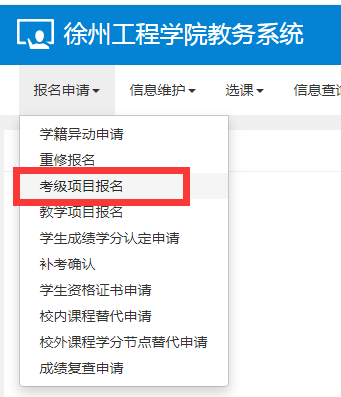 徐州工程学院教务系统
报名申请 信息维护 选课 信息查
学籍异动申请
重修报名
考级项目报名
教学项目报名
学生成绩学分认定申请
补考确认
学生资格证书申请
校内课程替代申请
校外课程学分节点替代申请
成绩复查申请